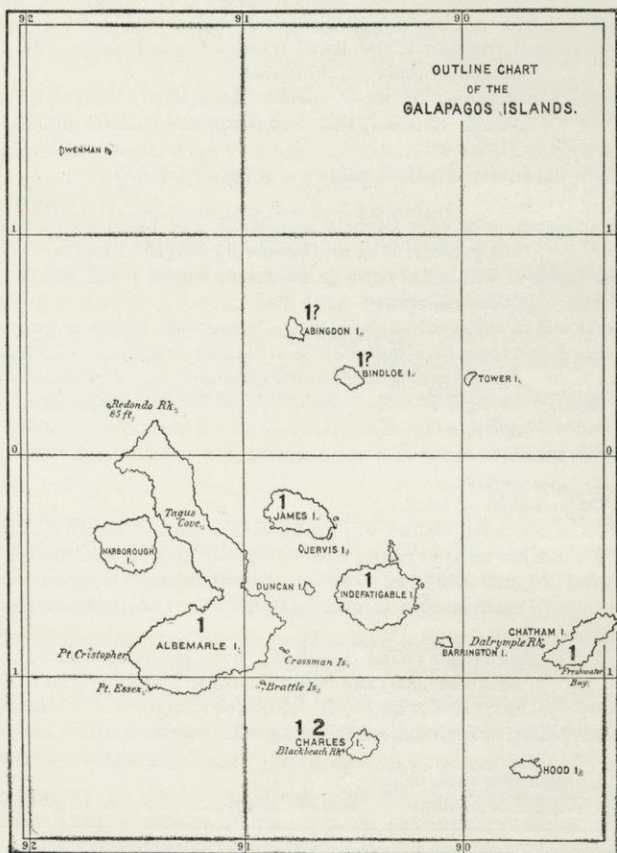 92
91
90
OUTLINE CHART
OF THE
GALAPAGOS ISLANDS.
WENMAN Is
1
1
1?
ABINGDON I.
1?
BINDLOE I.
TOWER I.
Redondo Rk.
85 ft.
0
0
1
JAMES I.
Tagus
Cove
JERVIS I.
NARBOROUGH
I.
DUNCAN I.
1
INDEFATIGABLE I.
1
ALBEMARLE I.
CHATHAM I.
Dalrymple Rk.
BARRINGTON I.
1
Pt. Cristopher
Crossman Is.
Freshwater
Bay.
1
1
Pt. Essex
Brattle Is.
1 2
CHARLES I.
Blackbeach Rd
HOOD I.
92
91
90